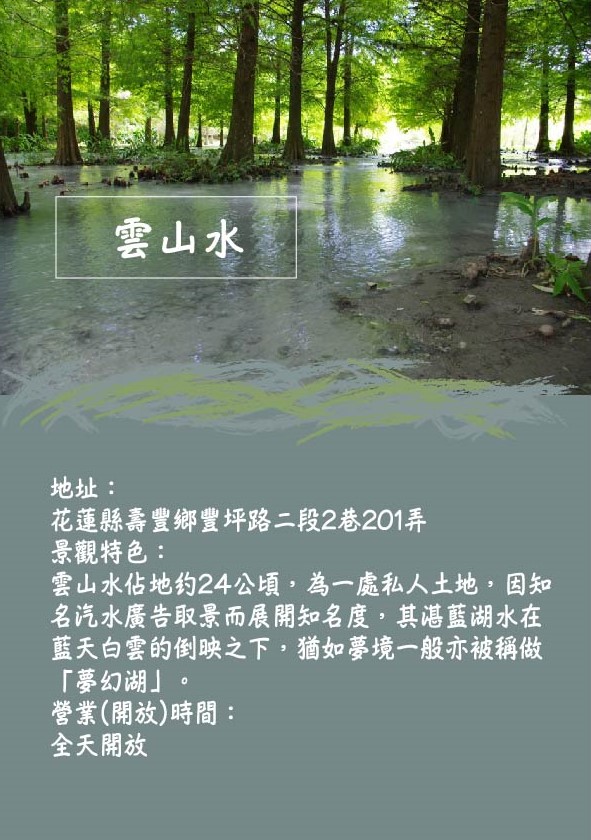 雲山水
地址：
花蓮縣壽豐鄉豐坪路二段2巷201弄
景觀特色：
雲山水佔地約24公頃，為一處私人土地，因知
名汽水廣告取景而展開知名度，其湛藍湖水在
藍天白雲的倒映之下，猶如夢境一般亦被稱做
「夢幻湖」。
營業(開放)時間：
全天開放